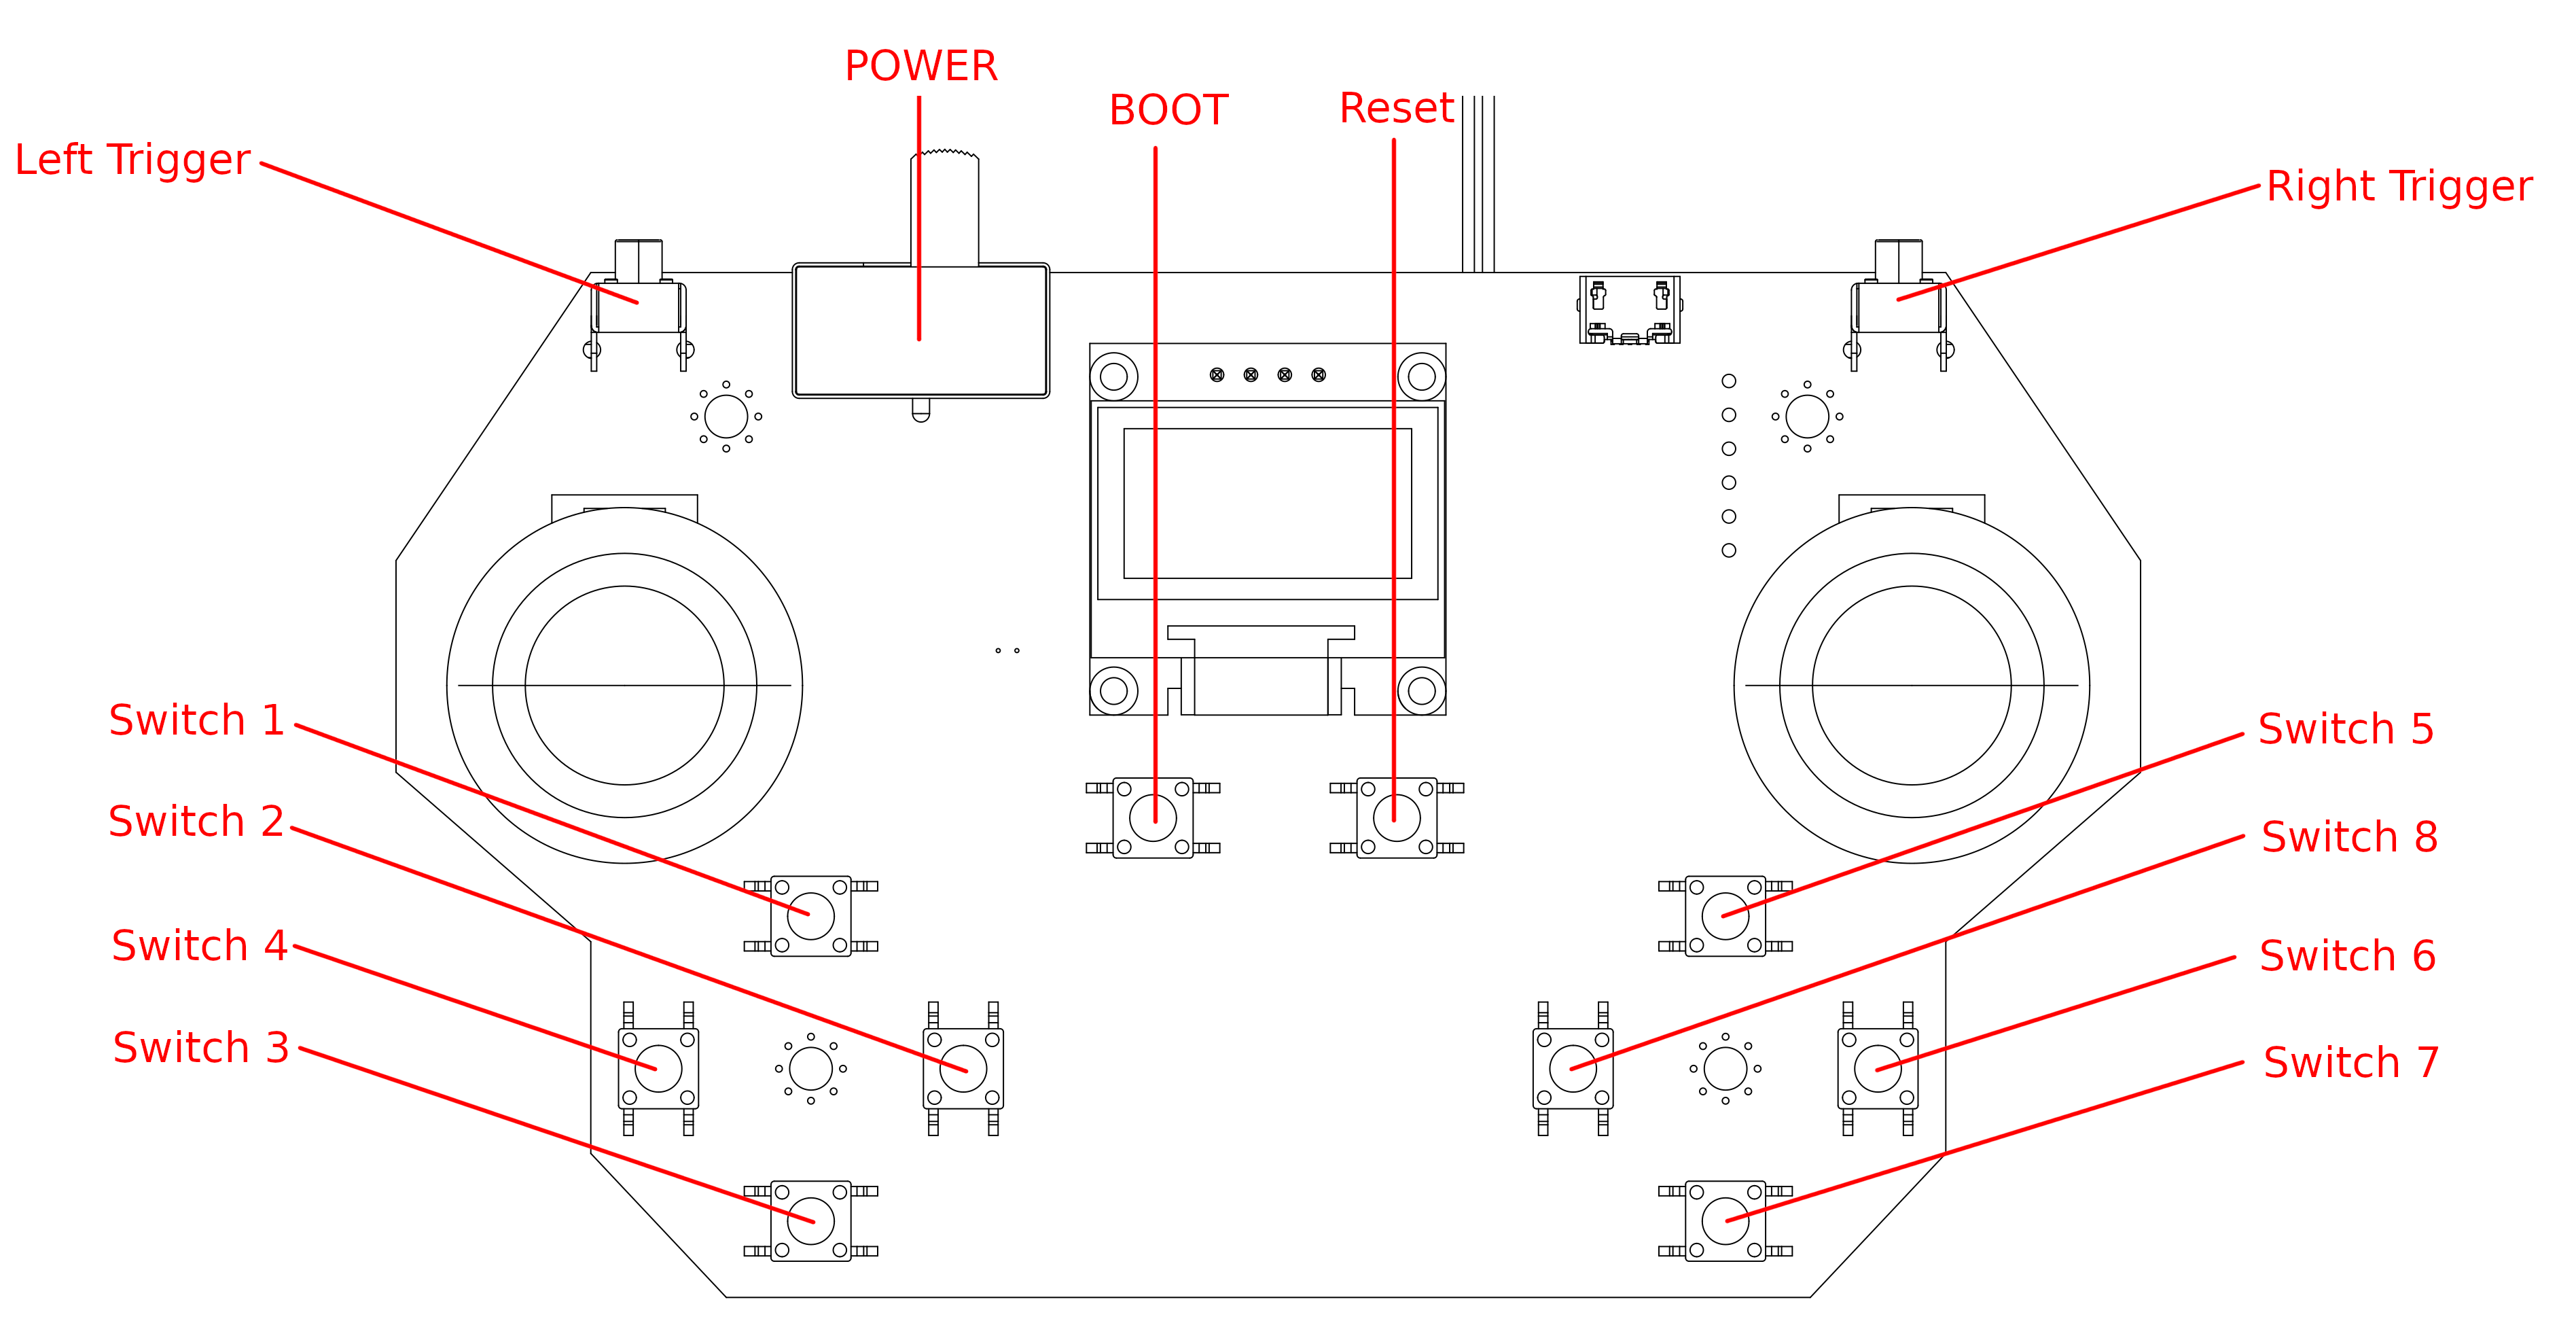 POWER
BOOT
Reset
Left Trigger
Right Trigger
Switch 1
Switch 5
Switch 2
Switch 8
Switch 4
Switch 6
Switch 3
Switch 7